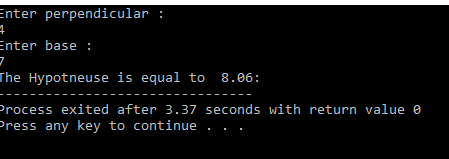 Enter perpendicular :
4
Enter base :
7
The Hypotneuse is equal to  8.06:
--------------------------------
Process exited after 3.37 seconds with return value 0
Press any key to continue . . .